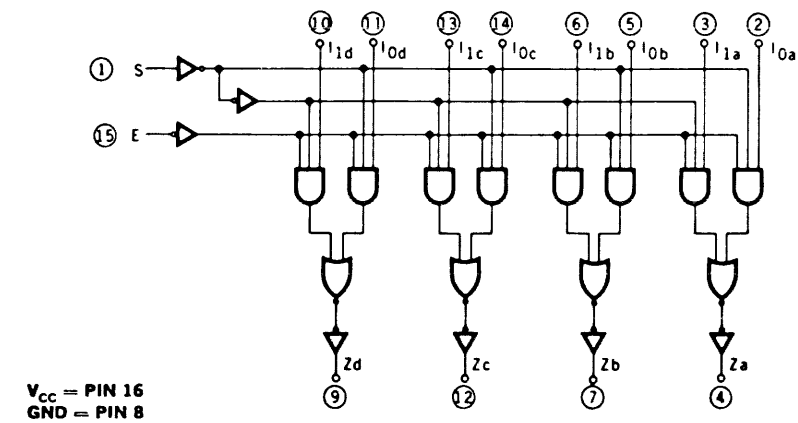 10 11 13 14 6 5 3 2
I1d I0d I1c I0c I1b I0b I1a I0a
1 S
15 E
Zd Zc Zb Za
9 12 7 4
VCC = PIN 16
GND = PIN 8